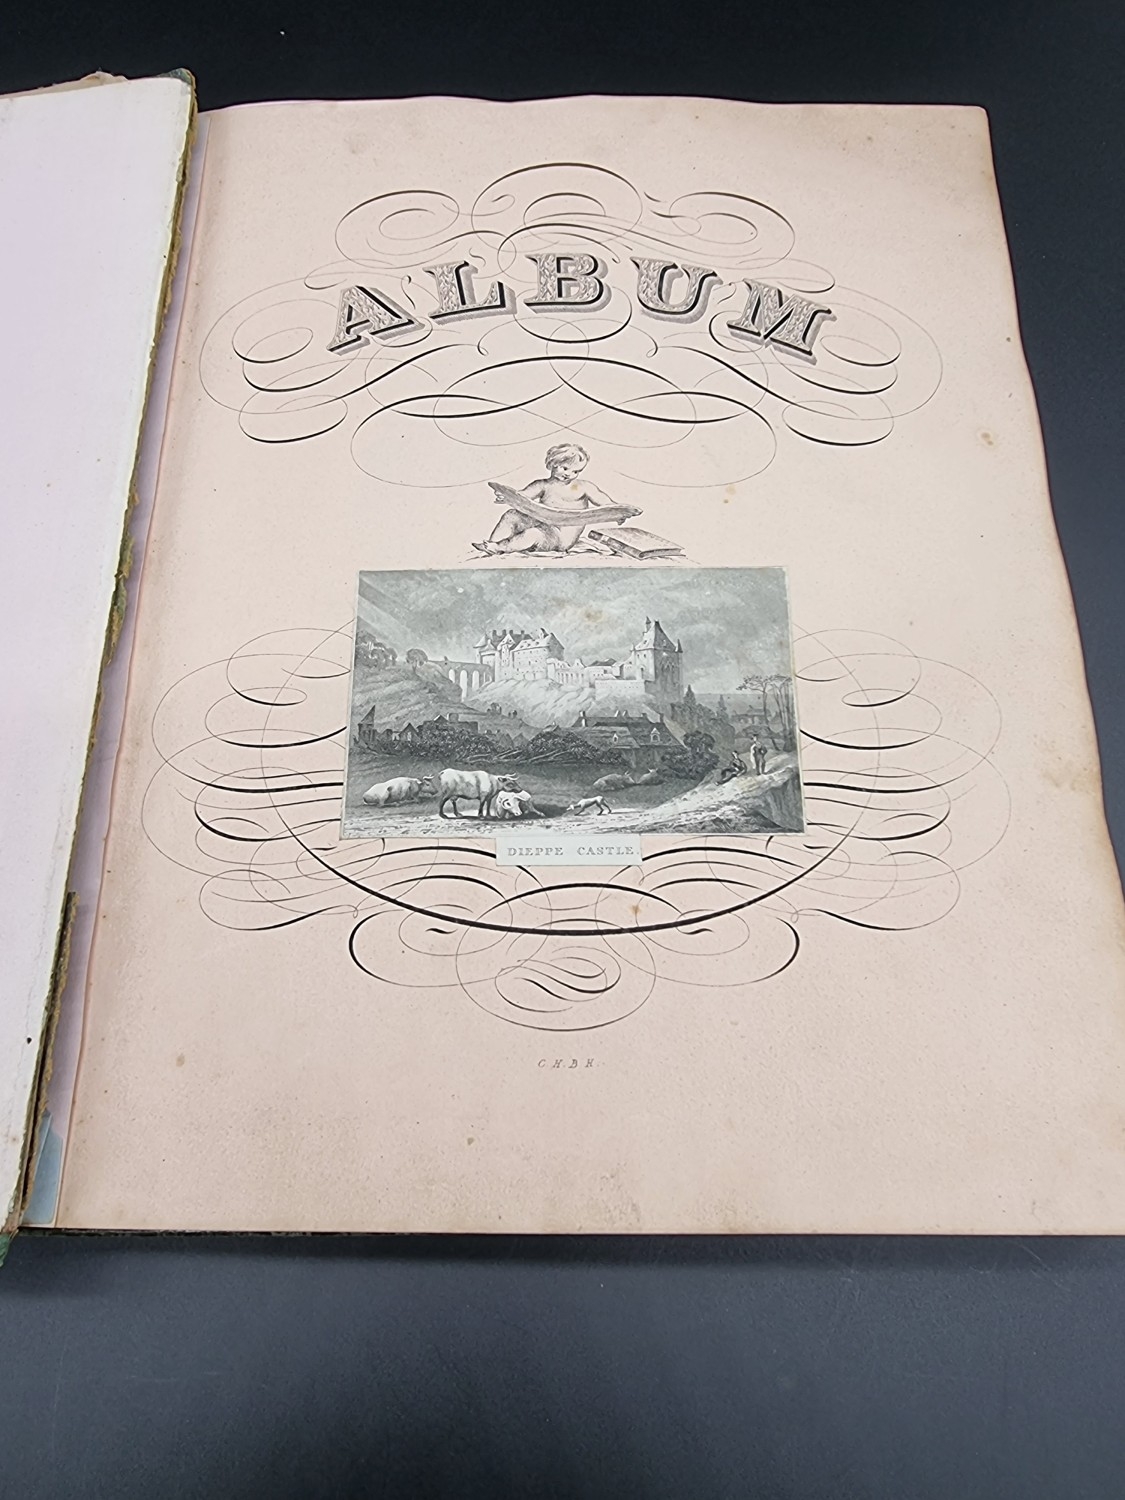 ALBUM
DIEPPE CASTLE.
C H. B H.